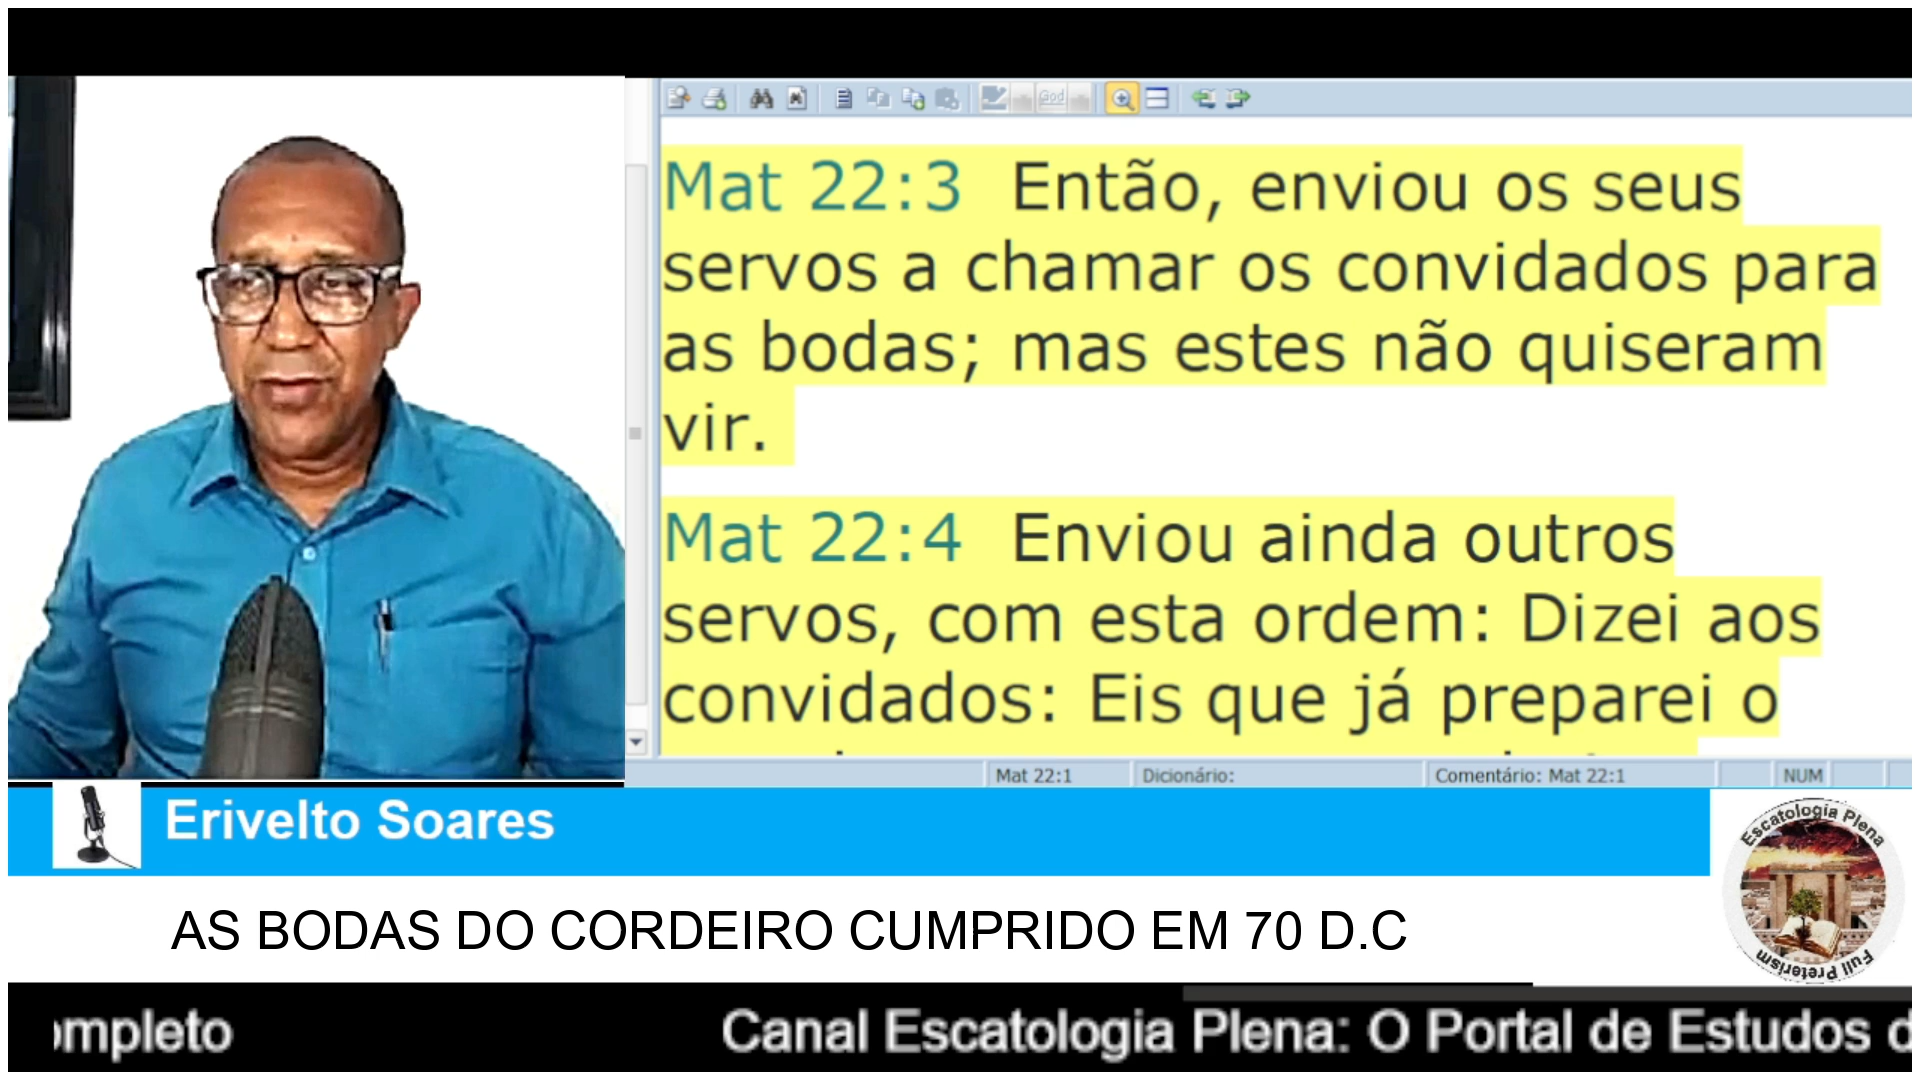 God
Mat 22:3 Então, enviou os seus
servos a chamar os convidados para
as bodas; mas estes não quiseram
vir.
Mat 22:4 Enviou ainda outros
servos, com esta ordem: Dizei aos
convidados: Eis que já preparei o
Mat 22:1 Dicionário: Comentário: Mat 22:1 NUM
Erivelto Soares
Escatologia Plena
Full Preterism
AS BODAS DO CORDEIRO CUMPRIDO EM 70 D.C
ompleto Canal Escatologia Plena: O Portal de Estudos d